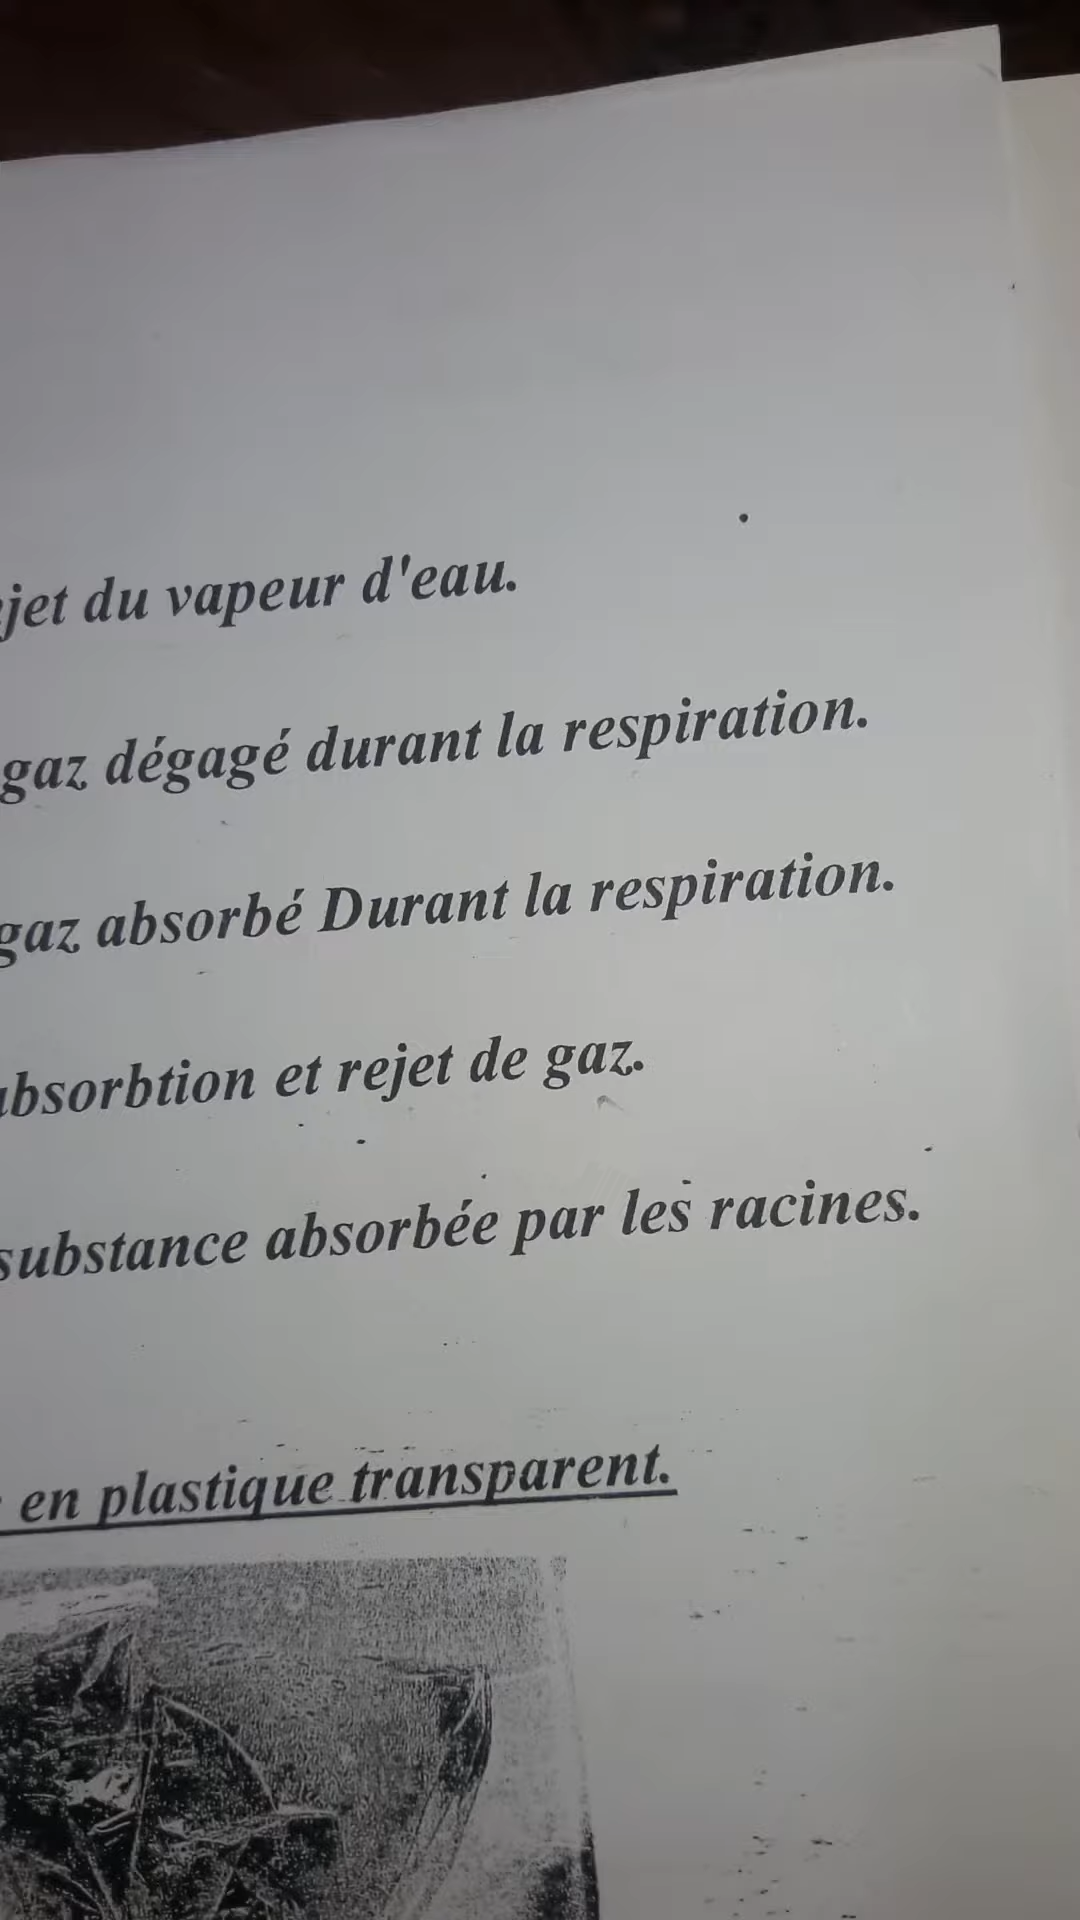 jet du vapeur d'eau.
gaz dégagé durant la respiration.
gaz absorbé Durant la respiration.
absorbtion et rejet de gaz.
substance absorbée par les racines.
en plastique transparent.